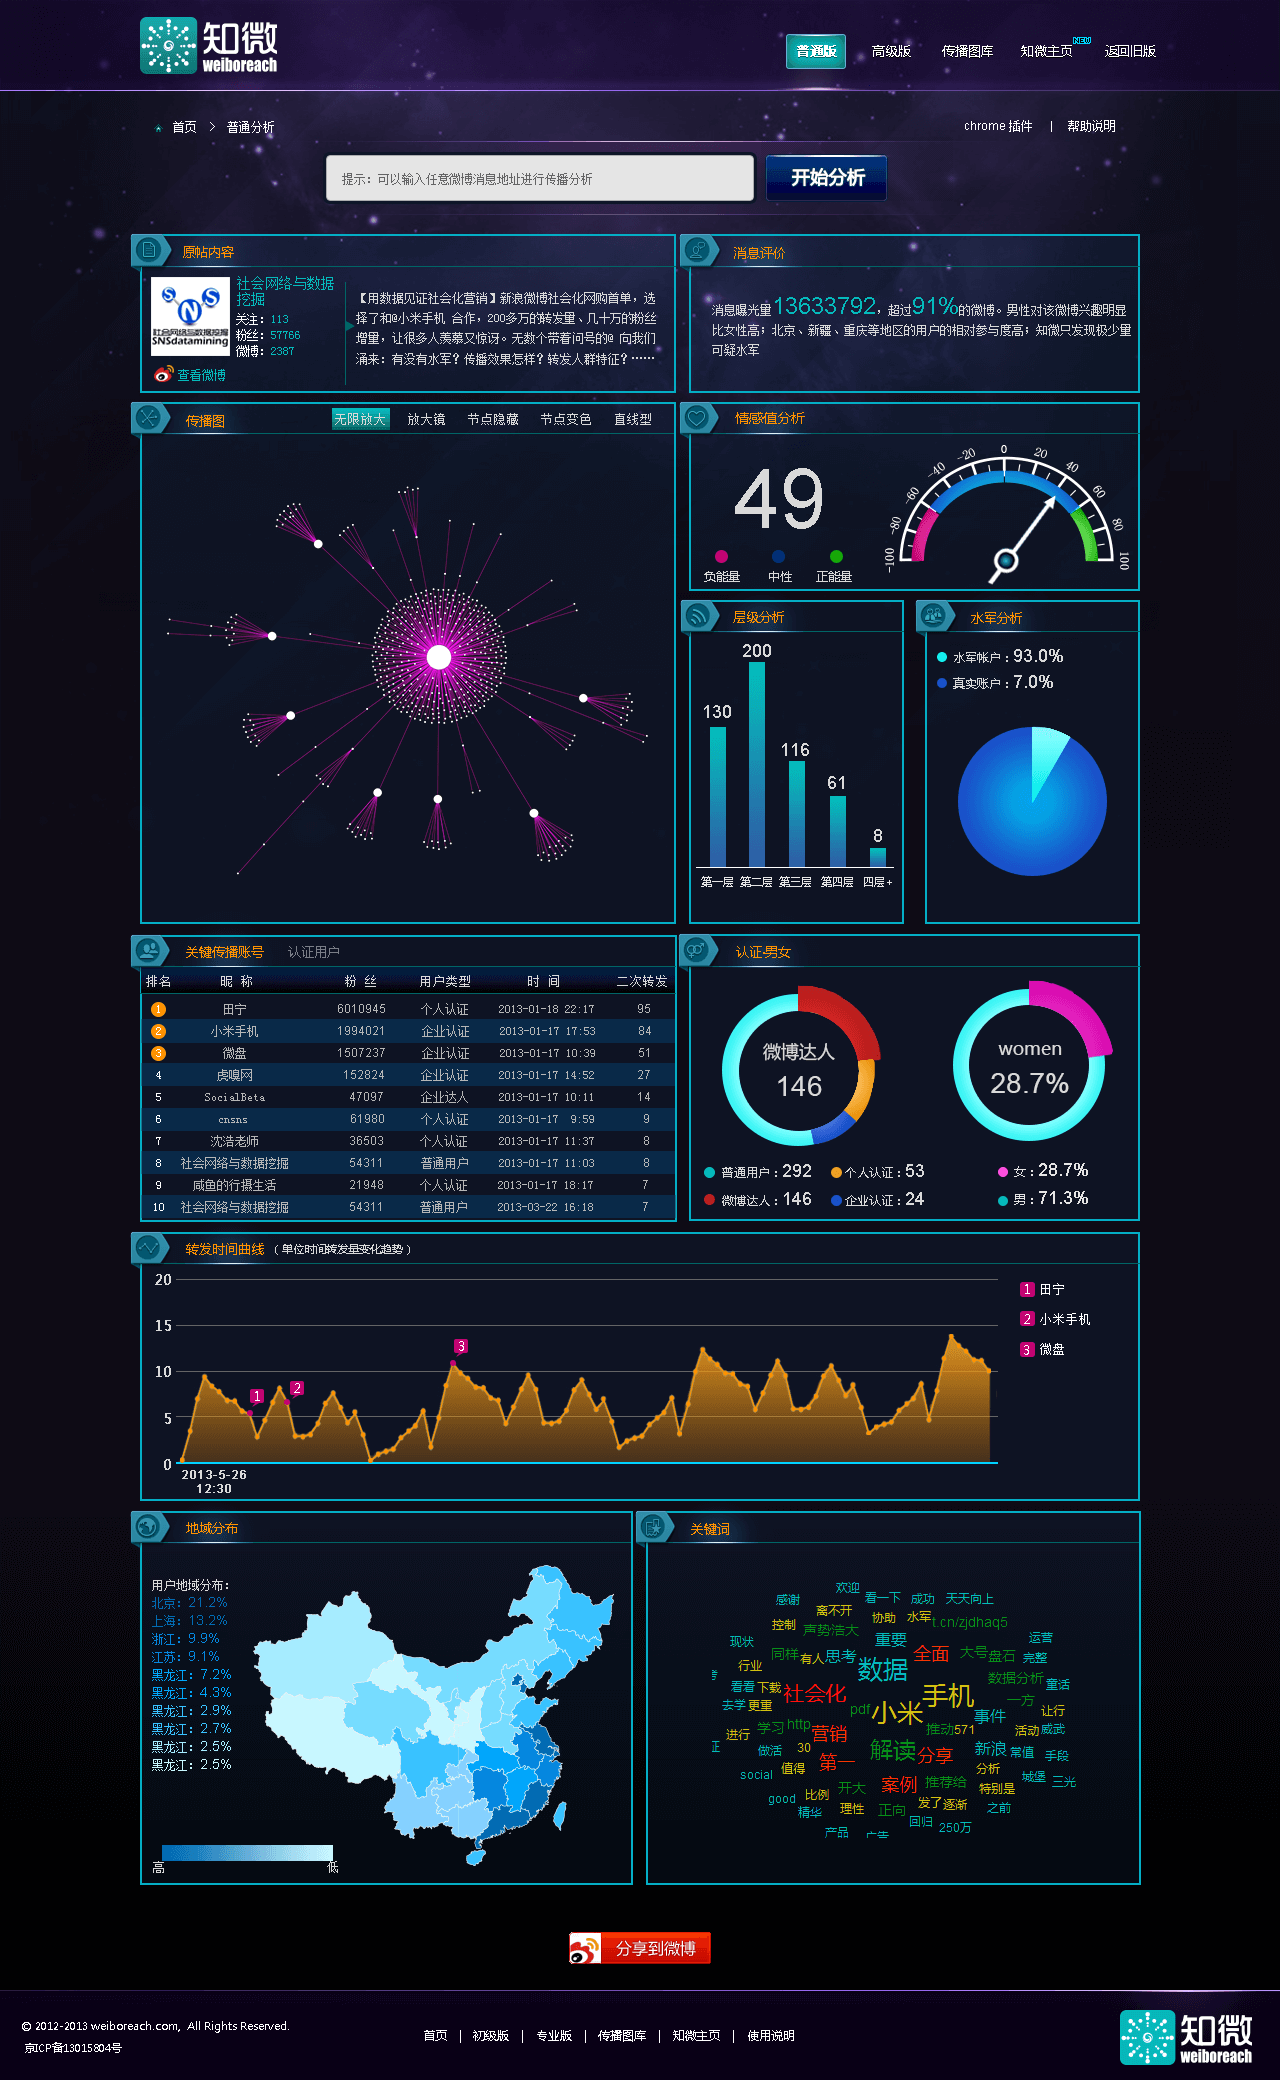 知微
weiboreach
普通版 高级版 传播图库 知微主页 NEW 返回旧版
首页 > 普通分析
chrome 插件 | 帮助说明
提示：可以输入任意微博消息地址进行传播分析
开始分析
原帖内容
社会网络与数据
挖掘
关注：113
粉丝：57766
微博：2387
社会网络与数据挖掘
SNSdatamining
查看微博
【用数据见证社会化营销】新浪微博社会化网购首单，选
择了和@小米手机 合作，200多万的转发量、几十万的粉丝
增量，让很多人羡慕又惊讶。无数个带着问号的@ 向我们
涌来：有没有水军？传播效果怎样？转发人群特征？……
消息评价
消息曝光量13633792，超过91%的微博。男性对该微博兴趣明显
比女性高；北京、新疆、重庆等地区的用户的相对参与度高；知微只发现极少量
可疑水军
传播图
无限放大 放大镜 节点隐藏 节点变色 直线型
情感值分析
49
负能量 中性 正能量
-100 -80 -60 -40 -20 0 20 40 60 80 100
层级分析
200
130
116
61
8
第一层 第二层 第三层 第四层 四层+
水军分析
水军帐户：93.0%
真实账户：7.0%
关键传播账号 认证用户
排名 昵 称 粉 丝 用户类型 时 间 二次转发
1 田宁 6010945 个人认证 2013-01-18 22:17 95
2 小米手机 1994021 企业认证 2013-01-17 17:53 84
3 微盘 1507237 企业认证 2013-01-17 10:39 51
4 虎嗅网 152824 企业认证 2013-01-17 14:52 27
5 SocialBeta 47097 企业达人 2013-01-17 10:11 14
6 cnsns 61980 个人认证 2013-01-17 9:59 9
7 沈浩老师 36503 个人认证 2013-01-17 11:37 8
8 社会网络与数据挖掘 54311 普通用户 2013-01-17 11:03 8
9 咸鱼的行摄生活 21948 个人认证 2013-01-17 18:17 7
10 社会网络与数据挖掘 54311 普通用户 2013-03-22 16:18 7
认证男女
微博达人
146
women
28.7%
普通用户：292 个人认证：53
微博达人：146 企业认证：24
女：28.7%
男：71.3%
转发时间曲线 （单位时间转发量变化趋势）
20
15
10
5
0
1 2 3
2013-5-26
12:30
1 田宁
2 小米手机
3 微盘
地域分布
用户地域分布：
北京：21.2%
上海：13.2%
浙江：9.9%
江苏：9.1%
黑龙江：7.2%
黑龙江：4.3%
黑龙江：2.9%
黑龙江：2.7%
黑龙江：2.5%
黑龙江：2.5%
高 低
关键词
欢迎
感谢 看一下 成功 天天向上
离不开 协助 水军 t.cn/zjdhaq5
控制 声势浩大
现状 重要 运营
同样 有人 思考 全面 大号 盘石 完整
行业 数据 数据分析
看看 下载 社会化 手机 童话
去学 更重 pdf 小米 一方 让行
进行 学习 http 营销 推动 571 事件 活动 威武
做活 30 解读 分享 新浪 常值 手段
social 值得 第一 分析 城堡 三光
案例 推荐给 特别是
good 比例 开大 发了 逐渐 之前
精华 理性 正向 回归 250万
产品 广告
分享到微博
© 2012-2013 weiboreach.com, All Rights Reserved.
京ICP备13015804号
首页 | 初级版 | 专业版 | 传播图库 | 知微主页 | 使用说明
知微
weiboreach